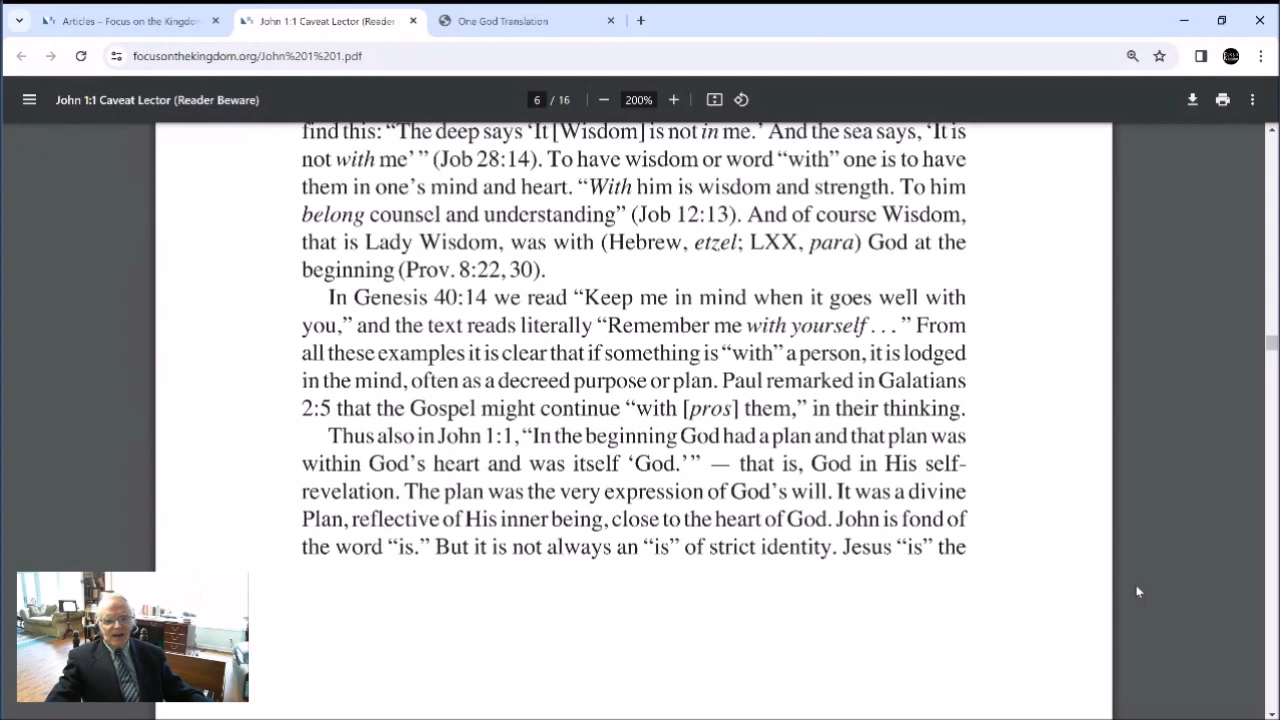 Articles – Focus on the Kingdo
John 1:1 Caveat Lector (Reader
One God Translation
focusonthekingdom.org/John%201%201.pdf
John 1:1 Caveat Lector (Reader Beware)
6 / 16
200%
find this: “The deep says ‘It [Wisdom] is not in me.’ And the sea says, ‘It is
not with me’ ” (Job 28:14). To have wisdom or word “with” one is to have
them in one’s mind and heart. “With him is wisdom and strength. To him
belong counsel and understanding” (Job 12:13). And of course Wisdom,
that is Lady Wisdom, was with (Hebrew, etzel; LXX, para) God at the
beginning (Prov. 8:22, 30).
In Genesis 40:14 we read “Keep me in mind when it goes well with
you,” and the text reads literally “Remember me with yourself . . . ” From
all these examples it is clear that if something is “with” a person, it is lodged
in the mind, often as a decreed purpose or plan. Paul remarked in Galatians
2:5 that the Gospel might continue “with [pros] them,” in their thinking.
Thus also in John 1:1, “In the beginning God had a plan and that plan was
within God’s heart and was itself ‘God.’” — that is, God in His self-
revelation. The plan was the very expression of God’s will. It was a divine
Plan, reflective of His inner being, close to the heart of God. John is fond of
the word “is.” But it is not always an “is” of strict identity. Jesus “is” the